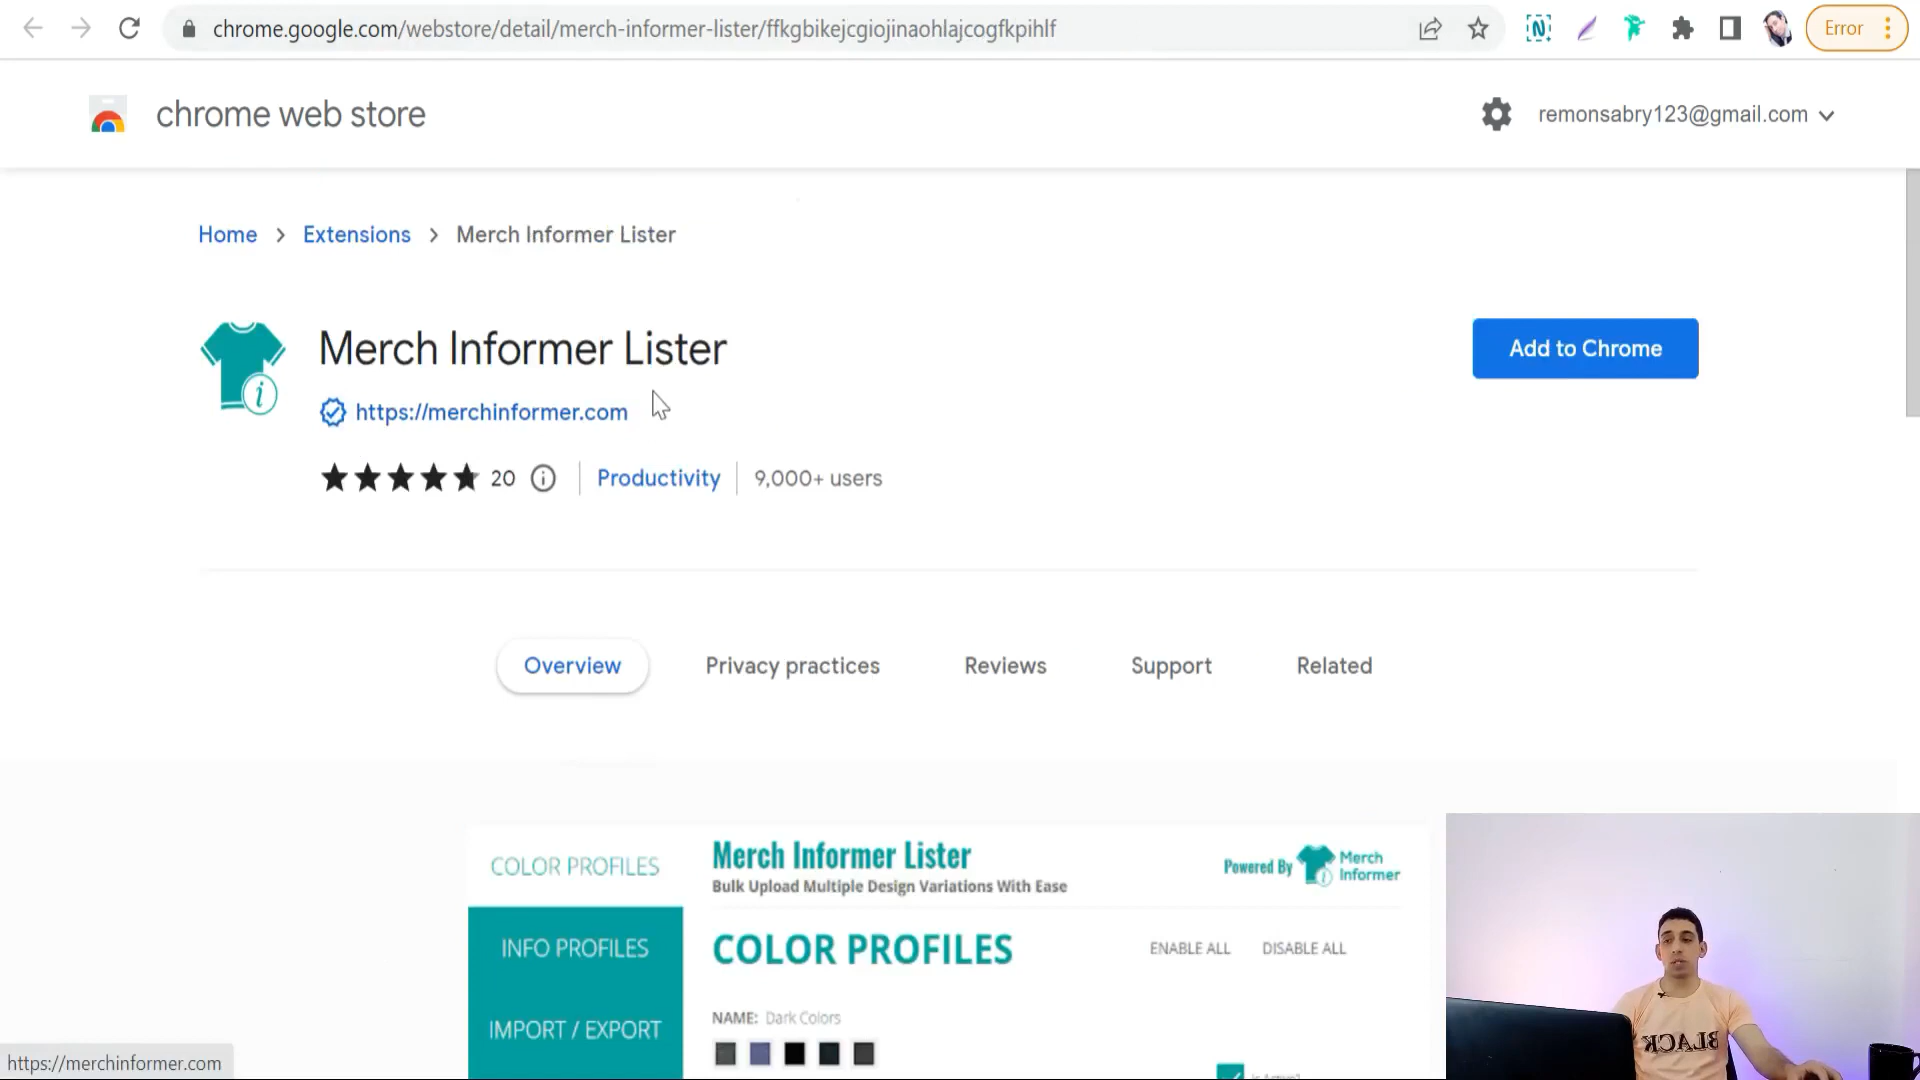 chrome.google.com/webstore/detail/merch-informer-lister/ffkgbikejcgiojinaohlajcogfkpihlf
N
Error
chrome web store
remonsabry123@gmail.com
Home > Extensions > Merch Informer Lister
Merch Informer Lister
Add to Chrome
https://merchinformer.com
20
Productivity
9,000+ users
Overview
Privacy practices
Reviews
Support
Related
COLOR PROFILES
Merch Informer Lister
Powered By Merch Informer
Bulk Upload Multiple Design Variations With Ease
INFO PROFILES
COLOR PROFILES
ENABLE ALL
DISABLE ALL
IMPORT / EXPORT
NAME: Dark Colors
https://merchinformer.com
BLACK